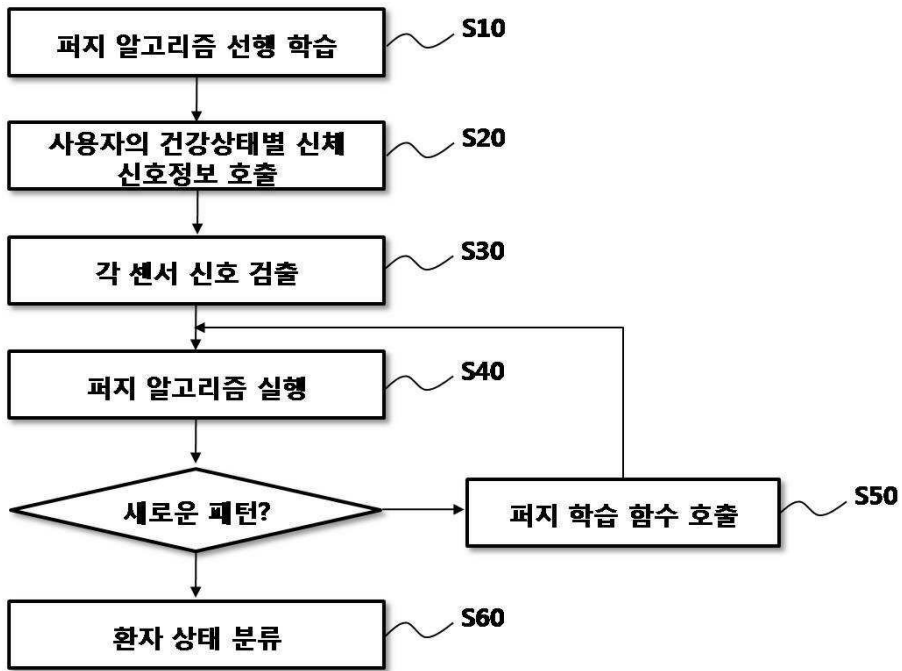 퍼지 알고리즘 선행 학습
S10
사용자의 건강상태별 신체
신호정보 호출
S20
각 센서 신호 검출
S30
퍼지 알고리즘 실행
S40
새로운 패턴?
퍼지 학습 함수 호출
S50
환자 상태 분류
S60